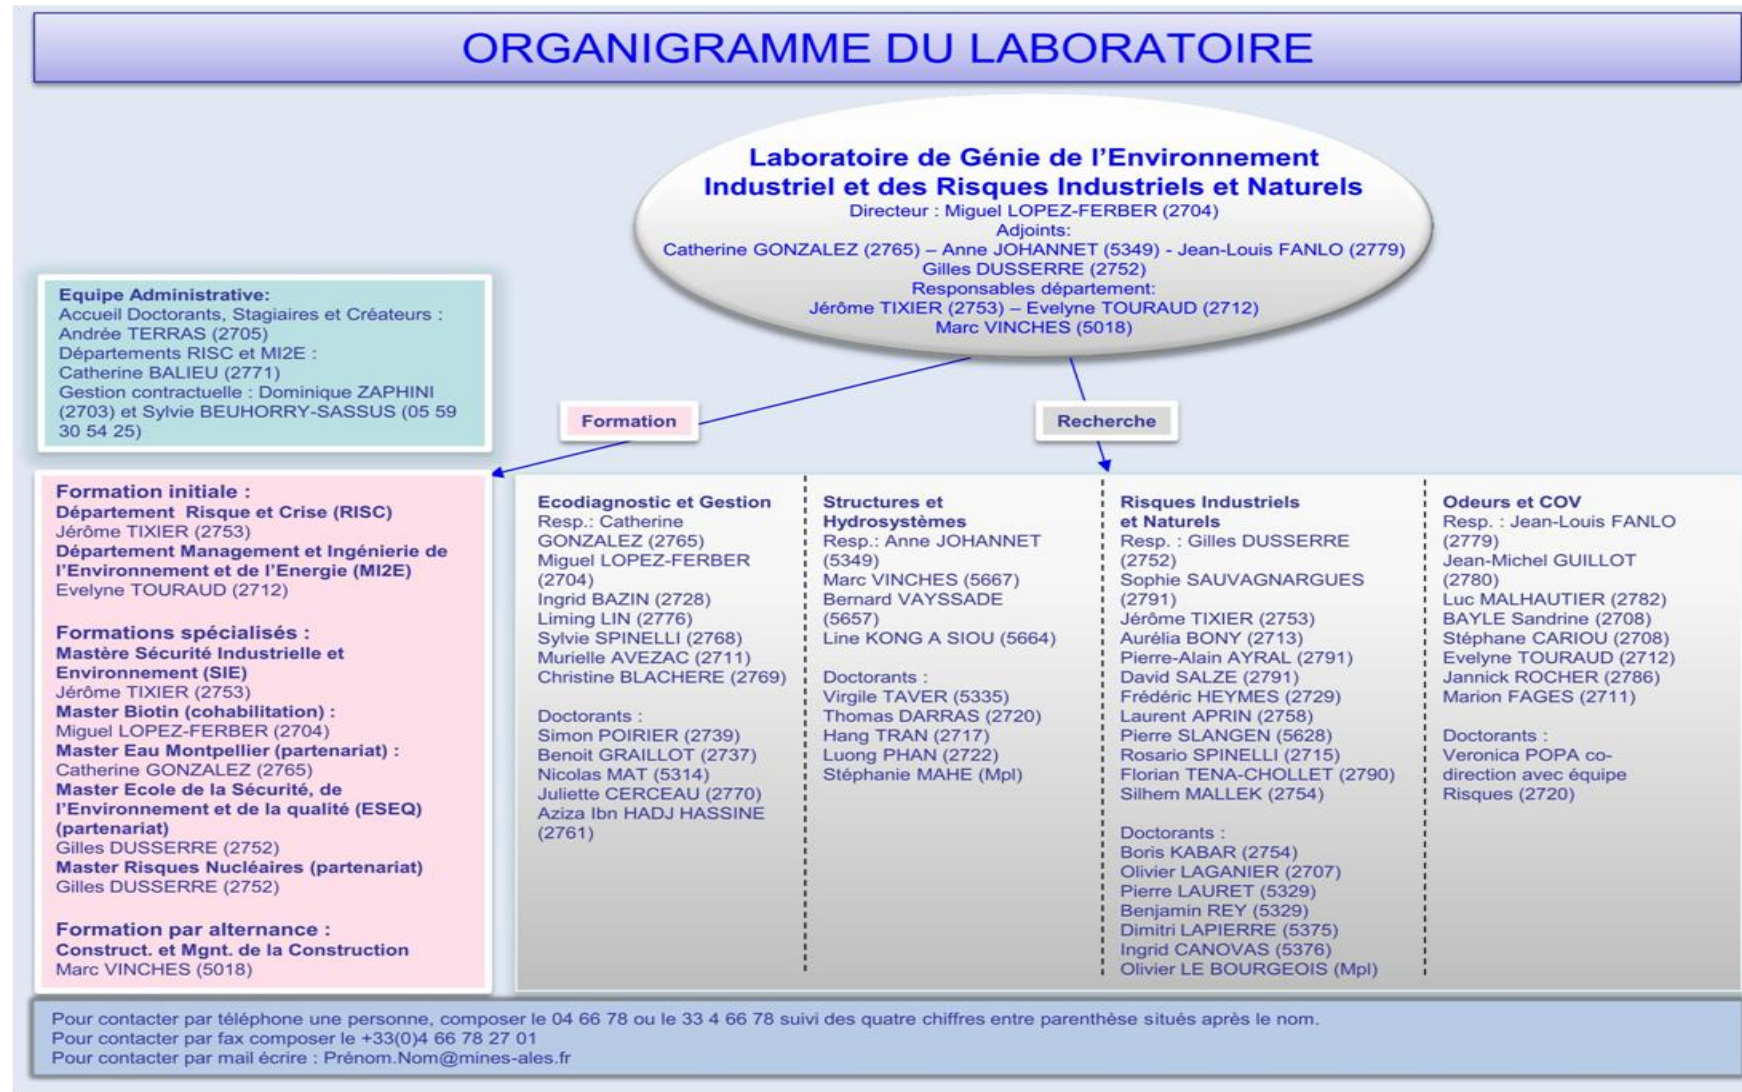 ORGANIGRAMME DU LABORATOIRE
Laboratoire de Génie de l'Environnement
Industriel et des Risques Industriels et Naturels
Directeur : Miguel LOPEZ-FERBER (2704)
Adjoints:
Catherine GONZALEZ (2765) – Anne JOHANNET (5349) - Jean-Louis FANLO (2779)
Gilles DUSSERRE (2752)
Responsables département:
Jérôme TIXIER (2753) – Evelyne TOURAUD (2712)
Marc VINCHES (5018)
Equipe Administrative:
Accueil Doctorants, Stagiaires et Créateurs :
Andrée TERRAS (2705)
Départements RISC et MI2E :
Catherine BALIEU (2771)
Gestion contractuelle : Dominique ZAPHINI
(2703) et Sylvie BEUHORRY-SASSUS (05 59
30 54 25)
Formation
Recherche
Formation initiale :
Département Risque et Crise (RISC)
Jérôme TIXIER (2753)
Département Management et Ingénierie de
l'Environnement et de l'Energie (MI2E)
Evelyne TOURAUD (2712)
Formations spécialisés :
Mastère Sécurité Industrielle et
Environnement (SIE)
Jérôme TIXIER (2753)
Master Biotin (cohabilitation) :
Miguel LOPEZ-FERBER (2704)
Master Eau Montpellier (partenariat) :
Catherine GONZALEZ (2765)
Master Ecole de la Sécurité, de
l'Environnement et de la qualité (ESEQ)
(partenariat)
Gilles DUSSERRE (2752)
Master Risques Nucléaires (partenariat)
Gilles DUSSERRE (2752)
Formation par alternance :
Construct. et Mgnt. de la Construction
Marc VINCHES (5018)
Ecodiagnostic et Gestion
Resp.: Catherine
GONZALEZ (2765)
Miguel LOPEZ-FERBER
(2704)
Ingrid BAZIN (2728)
Liming LIN (2776)
Sylvie SPINELLI (2768)
Murielle AVEZAC (2711)
Christine BLACHERE (2769)
Doctorants :
Simon POIRIER (2739)
Benoit GRAILLOT (2737)
Nicolas MAT (5314)
Juliette CERCEAU (2770)
Aziza Ibn HADJ HASSINE
(2761)
Structures et
Hydrosystèmes
Resp.: Anne JOHANNET
(5349)
Marc VINCHES (5667)
Bernard VAYSSADE
(5657)
Line KONG A SIOU (5664)
Doctorants :
Virgile TAVER (5335)
Thomas DARRAS (2720)
Hang TRAN (2717)
Luong PHAN (2722)
Stéphanie MAHE (Mpl)
Risques Industriels
et Naturels
Resp. : Gilles DUSSERRE
(2752)
Sophie SAUVAGNARGUES
(2791)
Jérôme TIXIER (2753)
Aurélia BONY (2713)
Pierre-Alain AYRAL (2791)
David SALZE (2791)
Frédéric HEYMES (2729)
Laurent APRIN (2758)
Pierre SLANGEN (5628)
Rosario SPINELLI (2715)
Florian TENA-CHOLLET (2790)
Silhem MALLEK (2754)
Doctorants :
Boris KABAR (2754)
Olivier LAGANIER (2707)
Pierre LAURET (5329)
Benjamin REY (5329)
Dimitri LAPIERRE (5375)
Ingrid CANOVAS (5376)
Olivier LE BOURGEOIS (Mpl)
Odeurs et COV
Resp. : Jean-Louis FANLO
(2779)
Jean-Michel GUILLOT
(2780)
Luc MALHAUTIER (2782)
BAYLE Sandrine (2708)
Stéphane CARIOU (2708)
Evelyne TOURAUD (2712)
Jannick ROCHER (2786)
Marion FAGES (2711)
Doctorants :
Veronica POPA co-
direction avec équipe
Risques (2720)
Pour contacter par téléphone une personne, composer le 04 66 78 ou le 33 4 66 78 suivi des quatre chiffres entre parenthèse situés après le nom.
Pour contacter par fax composer le +33(0)4 66 78 27 01
Pour contacter par mail écrire : Prénom.Nom@mines-ales.fr